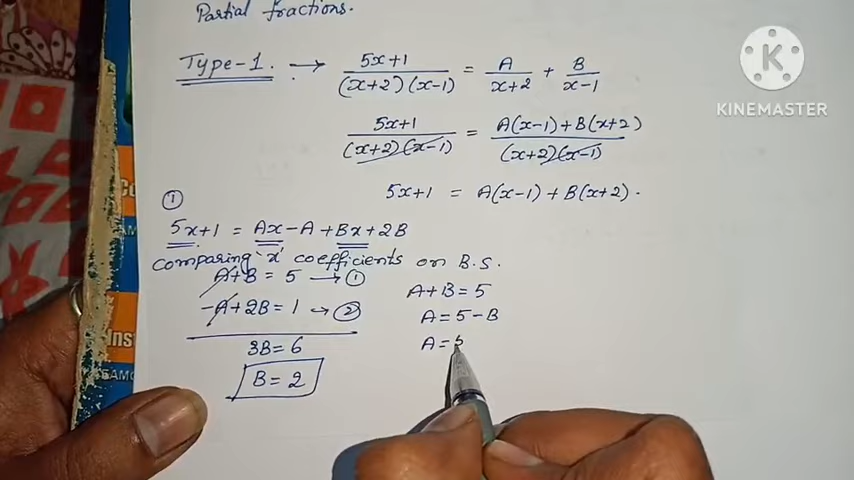 Partial fractions.
Type-1. → 5x+1 / (x+2)(x-1) = A / x+2 + B / x-1
5x+1 / (x+2)(x-1) = A(x-1)+B(x+2) / (x+2)(x-1)
5x+1 = A(x-1)+B(x+2).
①
5x+1 = Ax-A+Bx+2B
comparing 'x' coefficients on B.S.
A+B = 5 → ①
-A+2B = 1 → ②
3B = 6
B = 2
A+B = 5
A = 5-B
A = 5
K
KINEMASTER